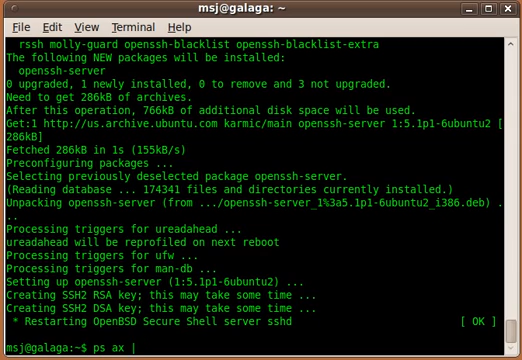 msj@galaga: ~
File Edit View Terminal Help
rssh molly-guard openssh-blacklist openssh-blacklist-extra
The following NEW packages will be installed:
openssh-server
0 upgraded, 1 newly installed, 0 to remove and 3 not upgraded.
Need to get 286kB of archives.
After this operation, 766kB of additional disk space will be used.
Get:1 http://us.archive.ubuntu.com karmic/main openssh-server 1:5.1p1-6ubuntu2 [
286kB]
Fetched 286kB in 1s (155kB/s)
Preconfiguring packages ...
Selecting previously deselected package openssh-server.
(Reading database ... 174341 files and directories currently installed.)
Unpacking openssh-server (from .../openssh-server_1%3a5.1p1-6ubuntu2_i386.deb) .
..
Processing triggers for ureadahead ...
ureadahead will be reprofiled on next reboot
Processing triggers for ufw ...
Processing triggers for man-db ...
Setting up openssh-server (1:5.1p1-6ubuntu2) ...
Creating SSH2 RSA key; this may take some time ...
Creating SSH2 DSA key; this may take some time ...
* Restarting OpenBSD Secure Shell server sshd [ OK ]
msj@galaga:~$ ps ax |